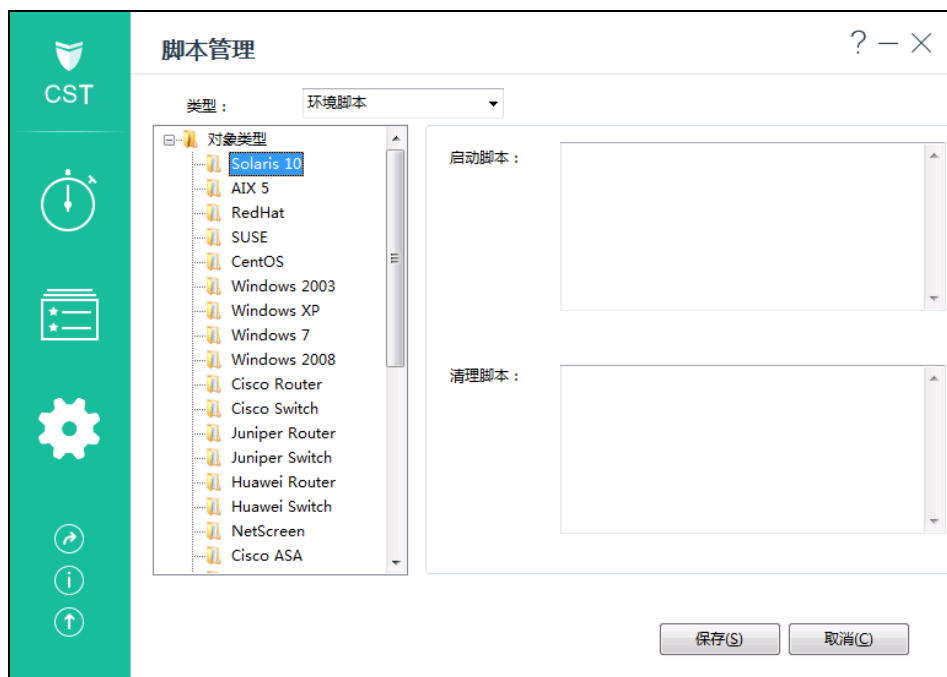 CST
脚本管理
类型：
环境脚本
对象类型
Solaris 10
AIX 5
RedHat
SUSE
CentOS
Windows 2003
Windows XP
Windows 7
Windows 2008
Cisco Router
Cisco Switch
Juniper Router
Juniper Switch
Huawei Router
Huawei Switch
NetScreen
Cisco ASA
启动脚本：
清理脚本：
保存(S)
取消(C)